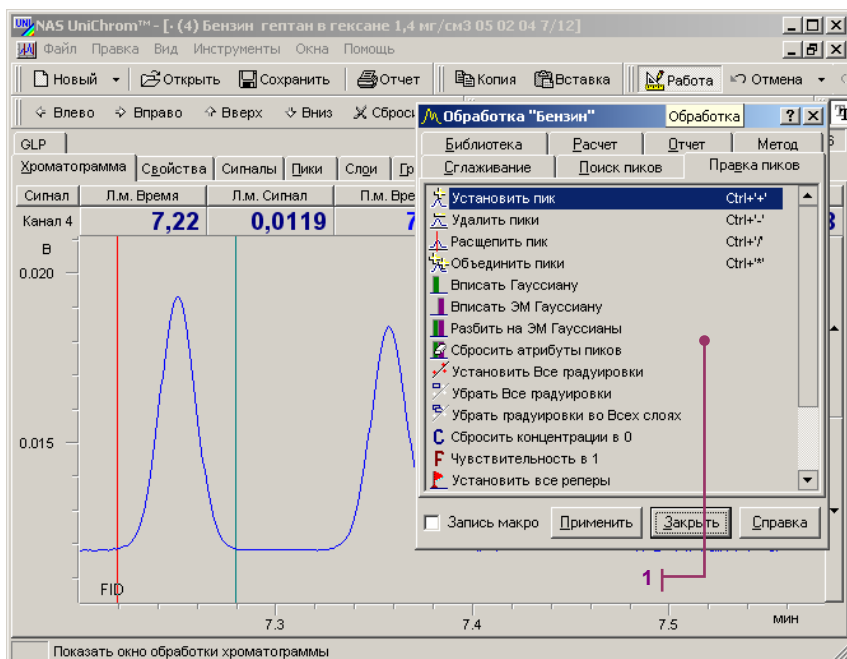 NAS UniChrom™ - [· (4) Бензин гептан в гексане 1,4 мг/см3 05 02 04 7/12]
Файл Правка Вид Инструменты Окна Помощь
Новый Открыть Сохранить Отчет Копия Вставка Работа Отмена
Влево Вправо Вверх Вниз
Обработка "Бензин" Обработка
GLP
Библиотека Расчет Отчет Метод
Хроматограмма Свойства Сигналы Пики Слои
Сглаживание Поиск пиков Правка пиков
Сигнал Л.м. Время Л.м. Сигнал
Канал 4 7,22 0,0119
Установить пик Ctrl+'+'
Удалить пики Ctrl+'-'
Расщепить пик Ctrl+'/'
Объединить пики Ctrl+'*'
Вписать Гауссиану
Вписать ЭМ Гауссиану
Разбить на ЭМ Гауссианы
Сбросить атрибуты пиков
Установить Все градуировки
Убрать Все градуировки
Убрать градуировки во Всех слоях
C Сбросить концентрации в 0
F Чувствительность в 1
Установить все реперы
Запись макро Применить Закрыть Справка
В
0.020
0.015
FID
1
7.3 7.4 7.5 мин
Показать окно обработки хроматограммы